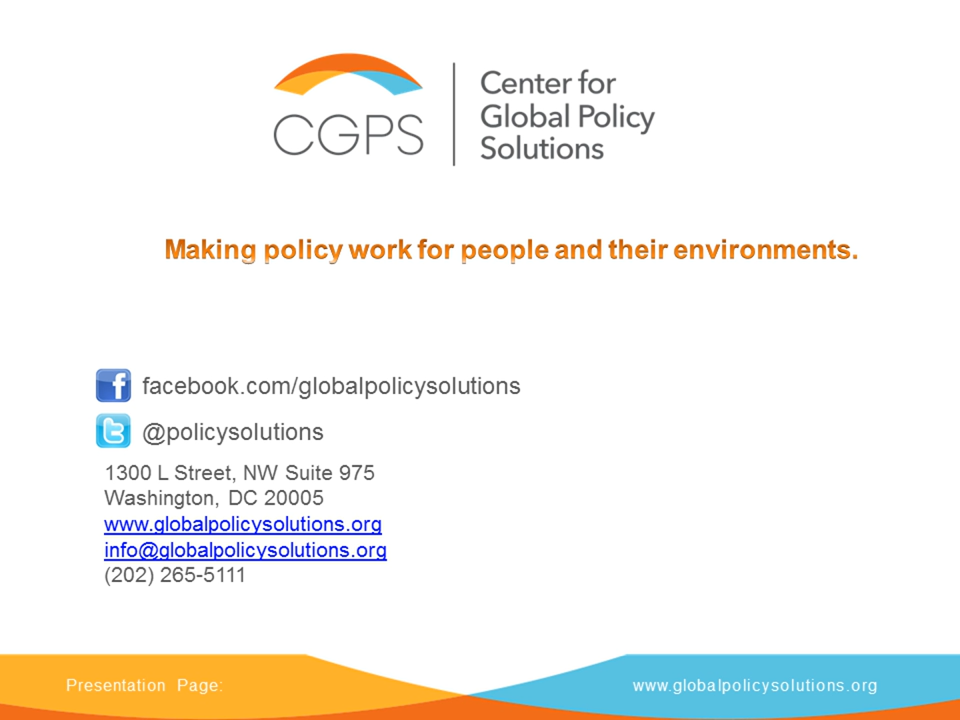 CGPS
Center for
Global Policy
Solutions
Making policy work for people and their environments.
facebook.com/globalpolicysolutions
@policysolutions
1300 L Street, NW Suite 975
Washington, DC 20005
www.globalpolicysolutions.org
info@globalpolicysolutions.org
(202) 265-5111
Presentation Page:
www.globalpolicysolutions.org